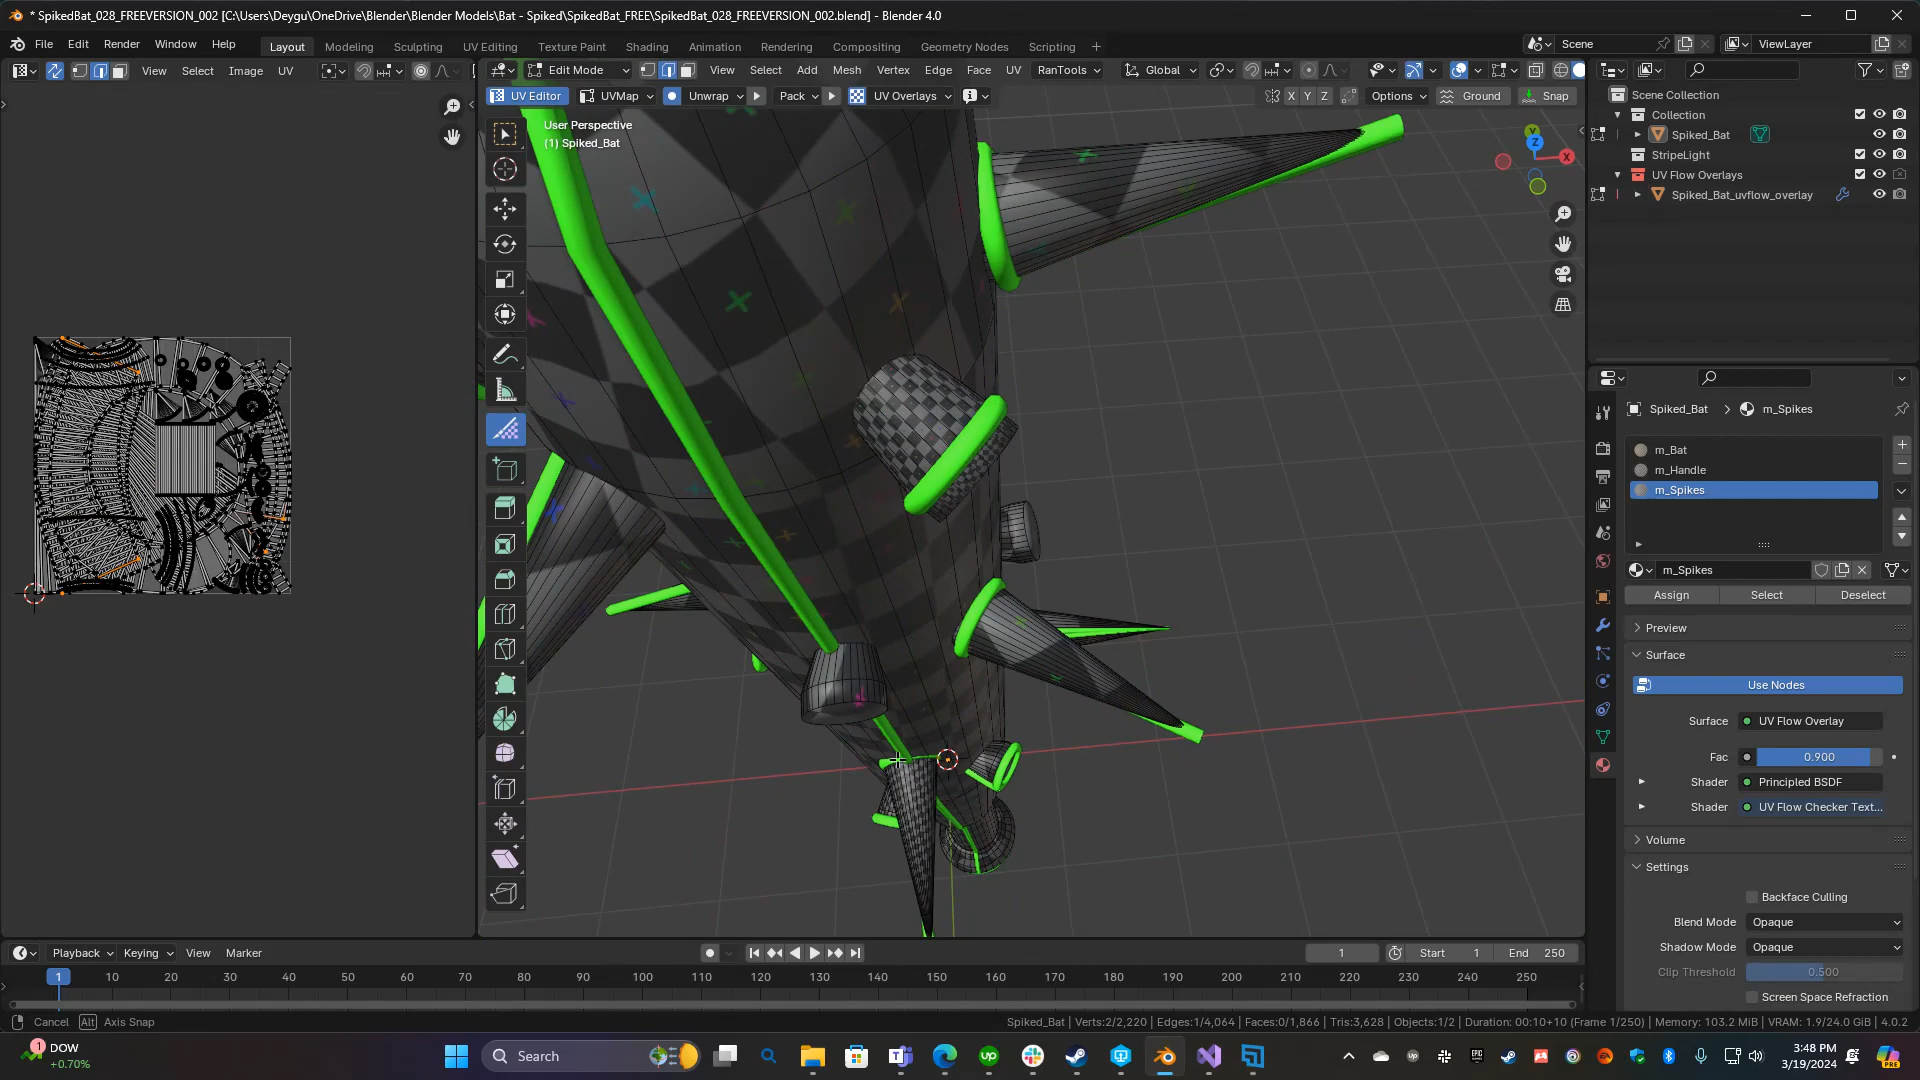 * SpikedBat_028_FREEVERSION_002 [C:\Users\Deygu\OneDrive\Blender\Blender Models\Bat - Spiked\SpikedBat_FREE\SpikedBat_028_FREEVERSION_002.blend] - Blender 4.0
File Edit Render Window Help Layout Modeling Sculpting UV Editing Texture Paint Shading Animation Rendering Compositing Geometry Nodes Scripting + Scene ViewLayer
View Select Image UV Edit Mode View Select Add Mesh Vertex Edge Face UV RanTools Global
UV Editor UVMap Unwrap Pack UV Overlays X Y Z Options Ground Snap
User Perspective
(1) Spiked_Bat
Z
Y
X
Scene Collection
Collection
Spiked_Bat
StripeLight
UV Flow Overlays
Spiked_Bat_uvflow_overlay
Spiked_Bat > m_Spikes
m_Bat
m_Handle
m_Spikes
m_Spikes
Assign Select Deselect
Preview
Surface
Use Nodes
Surface UV Flow Overlay
Fac 0.900
Shader Principled BSDF
Shader UV Flow Checker Text...
Volume
Settings
Backface Culling
Blend Mode Opaque
Shadow Mode Opaque
Clip Threshold 0.500
Screen Space Refraction
Playback Keying View Marker 1 Start 1 End 250
1 10 20 30 40 50 60 70 80 90 100 110 120 130 140 150 160 170 180 190 200 210 220 230 240 250
Cancel Alt Axis Snap
Spiked_Bat | Verts:2/2,220 | Edges:1/4,064 | Faces:0/1,866 | Tris:3,628 | Objects:1/2 | Duration: 00:10+10 (Frame 1/250) | Memory: 103.2 MiB | VRAM: 1.9/24.0 GiB | 4.0.2
1
DOW
+0.70%
Search
up
3:48 PM
3/19/2024
PRE